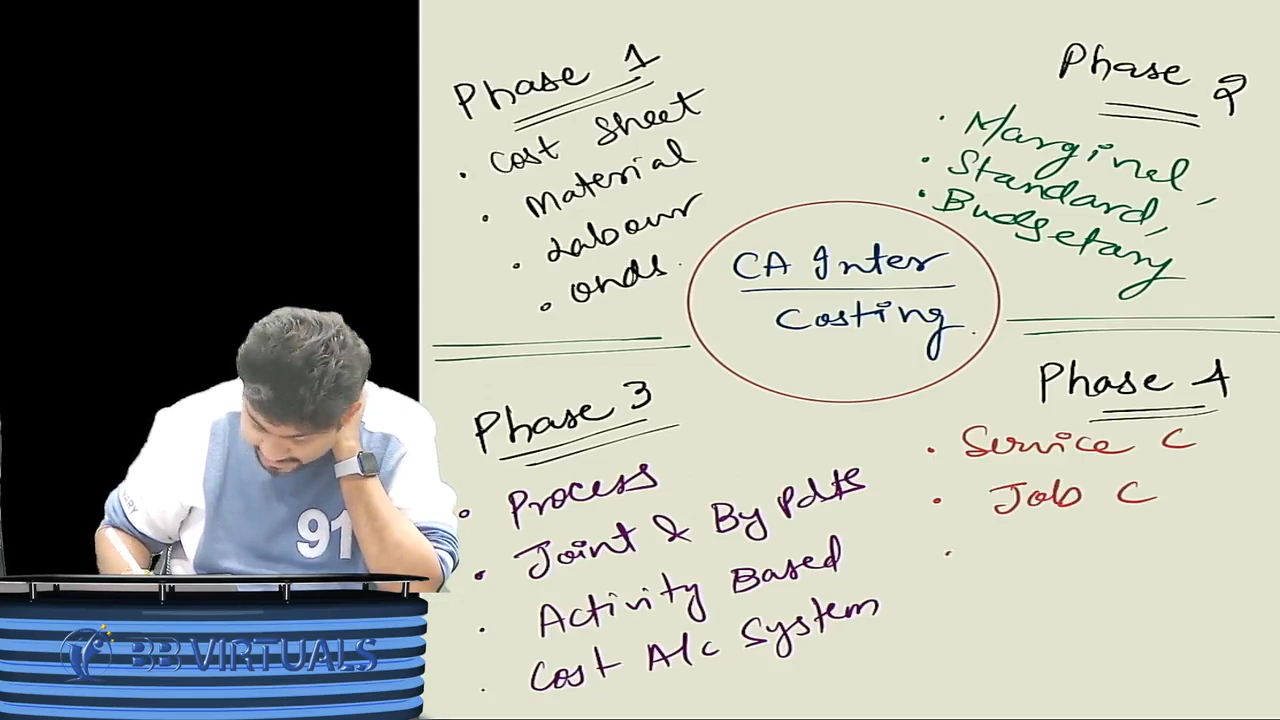 Phase 1
• Cost Sheet
• Material
• Labour
• OHDS.
Phase 2
• Marginal,
• Standard,
• Budgetary
CA Inter
Costing
Phase 3
• Process
• Joint & By Pdts
• Activity Based
• Cost A/c System
Phase 4
• Service C
• Job C
•
91
BB VIRTUALS